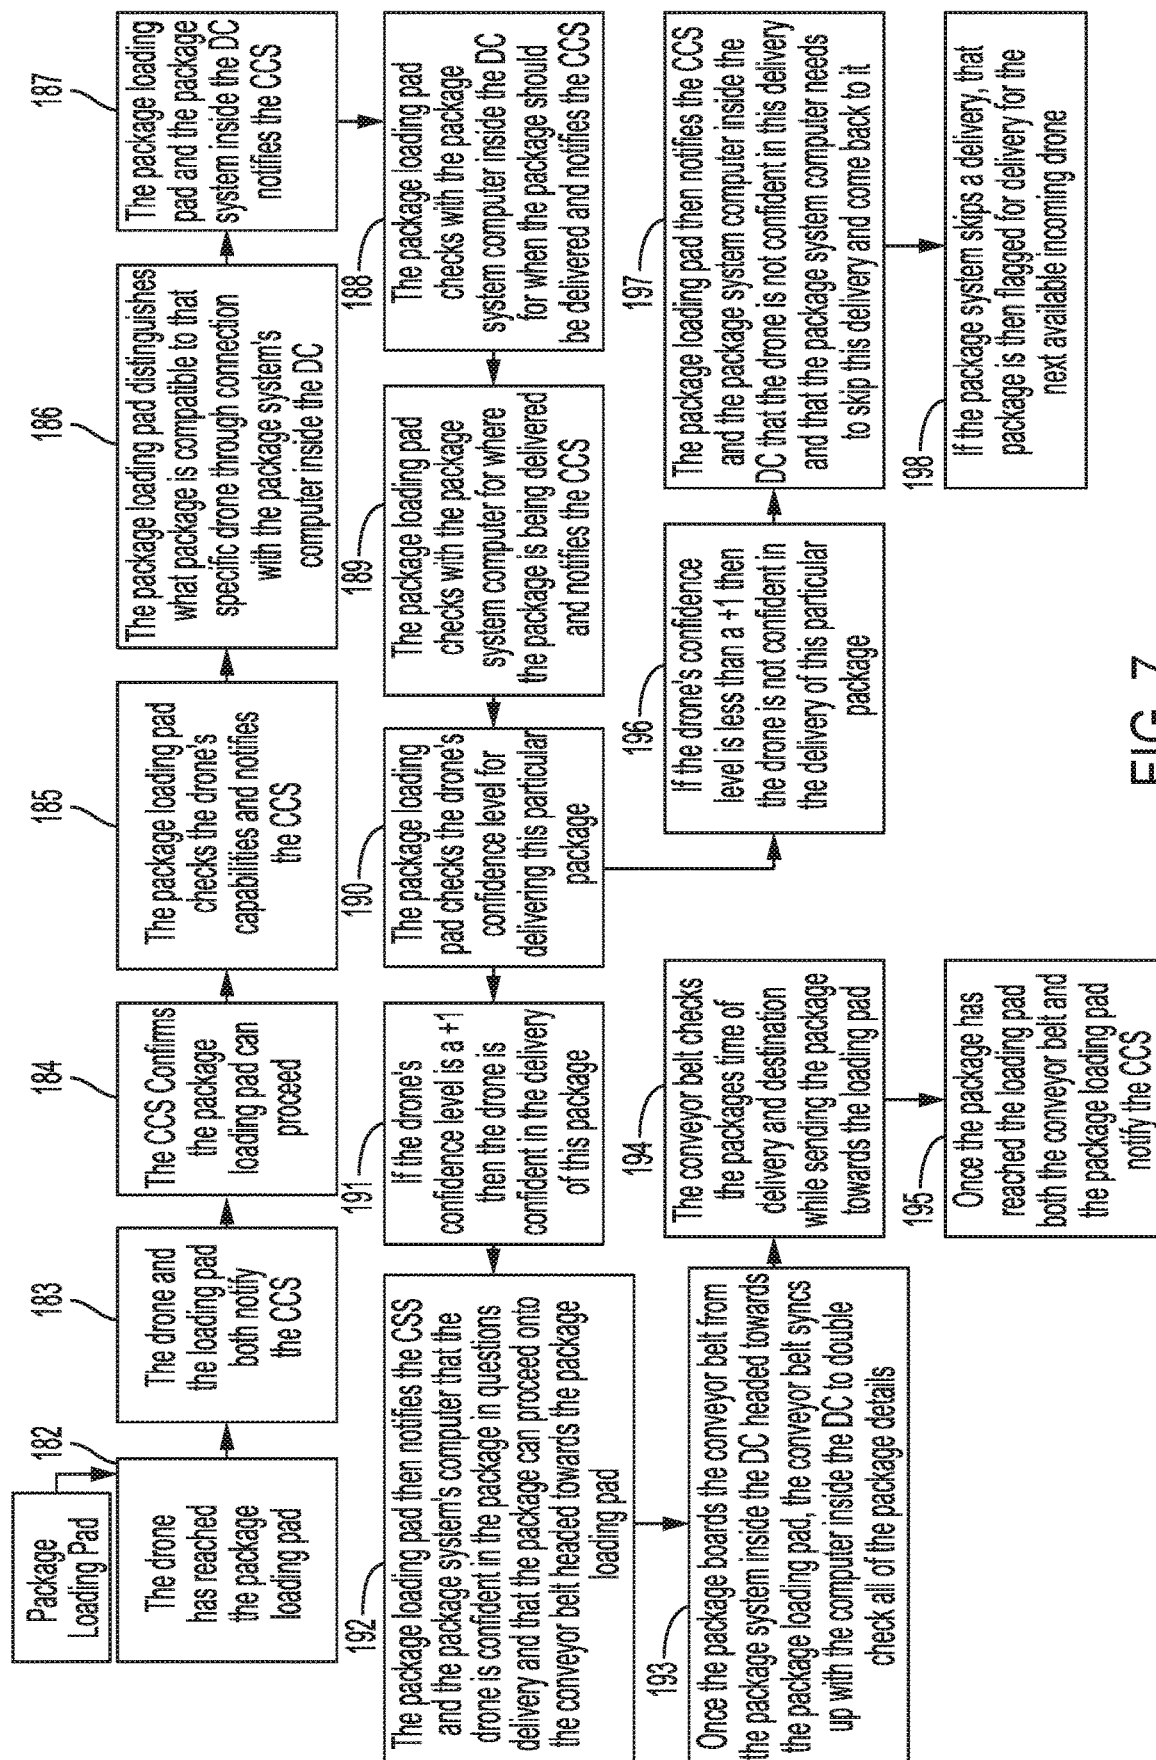 Package
Loading Pad
182
The drone
has reached
the package
loading pad
183
The drone and
the loading pad
both notify
the CCS
184
The CCS Confirms
the package
loading pad can
proceed
185
The package loading pad
checks the drone's
capabilities and notifies
the CCS
186
The package loading pad distinguishes
what package is compatible to that
specific drone through connection
with the package system's
computer inside the DC
187
The package loading
pad and the package
system inside the DC
notifies the CCS
188
The package loading pad
checks with the package
system computer inside the DC
for when the package should
be delivered and notifies the CCS
189
The package loading pad
checks with the package
system computer for where
the package is being delivered
and notifies the CCS
190
The package loading
pad checks the drone's
confidence level for
delivering this particular
package
191
If the drone's
confidence level is a +1
then the drone is
confident in the delivery
of this package
192
The package loading pad then notifies the CSS
and the package system's computer that the
drone is confident in the package in questions
delivery and that the package can proceed onto
the conveyor belt headed towards the package
loading pad
193
Once the package boards the conveyor belt from
the package system inside the DC headed towards
the package loading pad, the conveyor belt syncs
up with the computer inside the DC to double
check all of the package details
194
The conveyor belt checks
the packages time of
delivery and destination
while sending the package
towards the loading pad
195
Once the package has
reached the loading pad
both the conveyor belt and
the package loading pad
notify the CCS
196
If the drone's confidence
level is less than a +1 then
the drone is not confident in
the delivery of this particular
package
197
The package loading pad then notifies the CCS
and the package system computer inside the
DC that the drone is not confident in this delivery
and that the package system computer needs
to skip this delivery and come back to it
198
If the package system skips a delivery, that
package is then flagged for delivery for the
next available incoming drone
FIG. 7